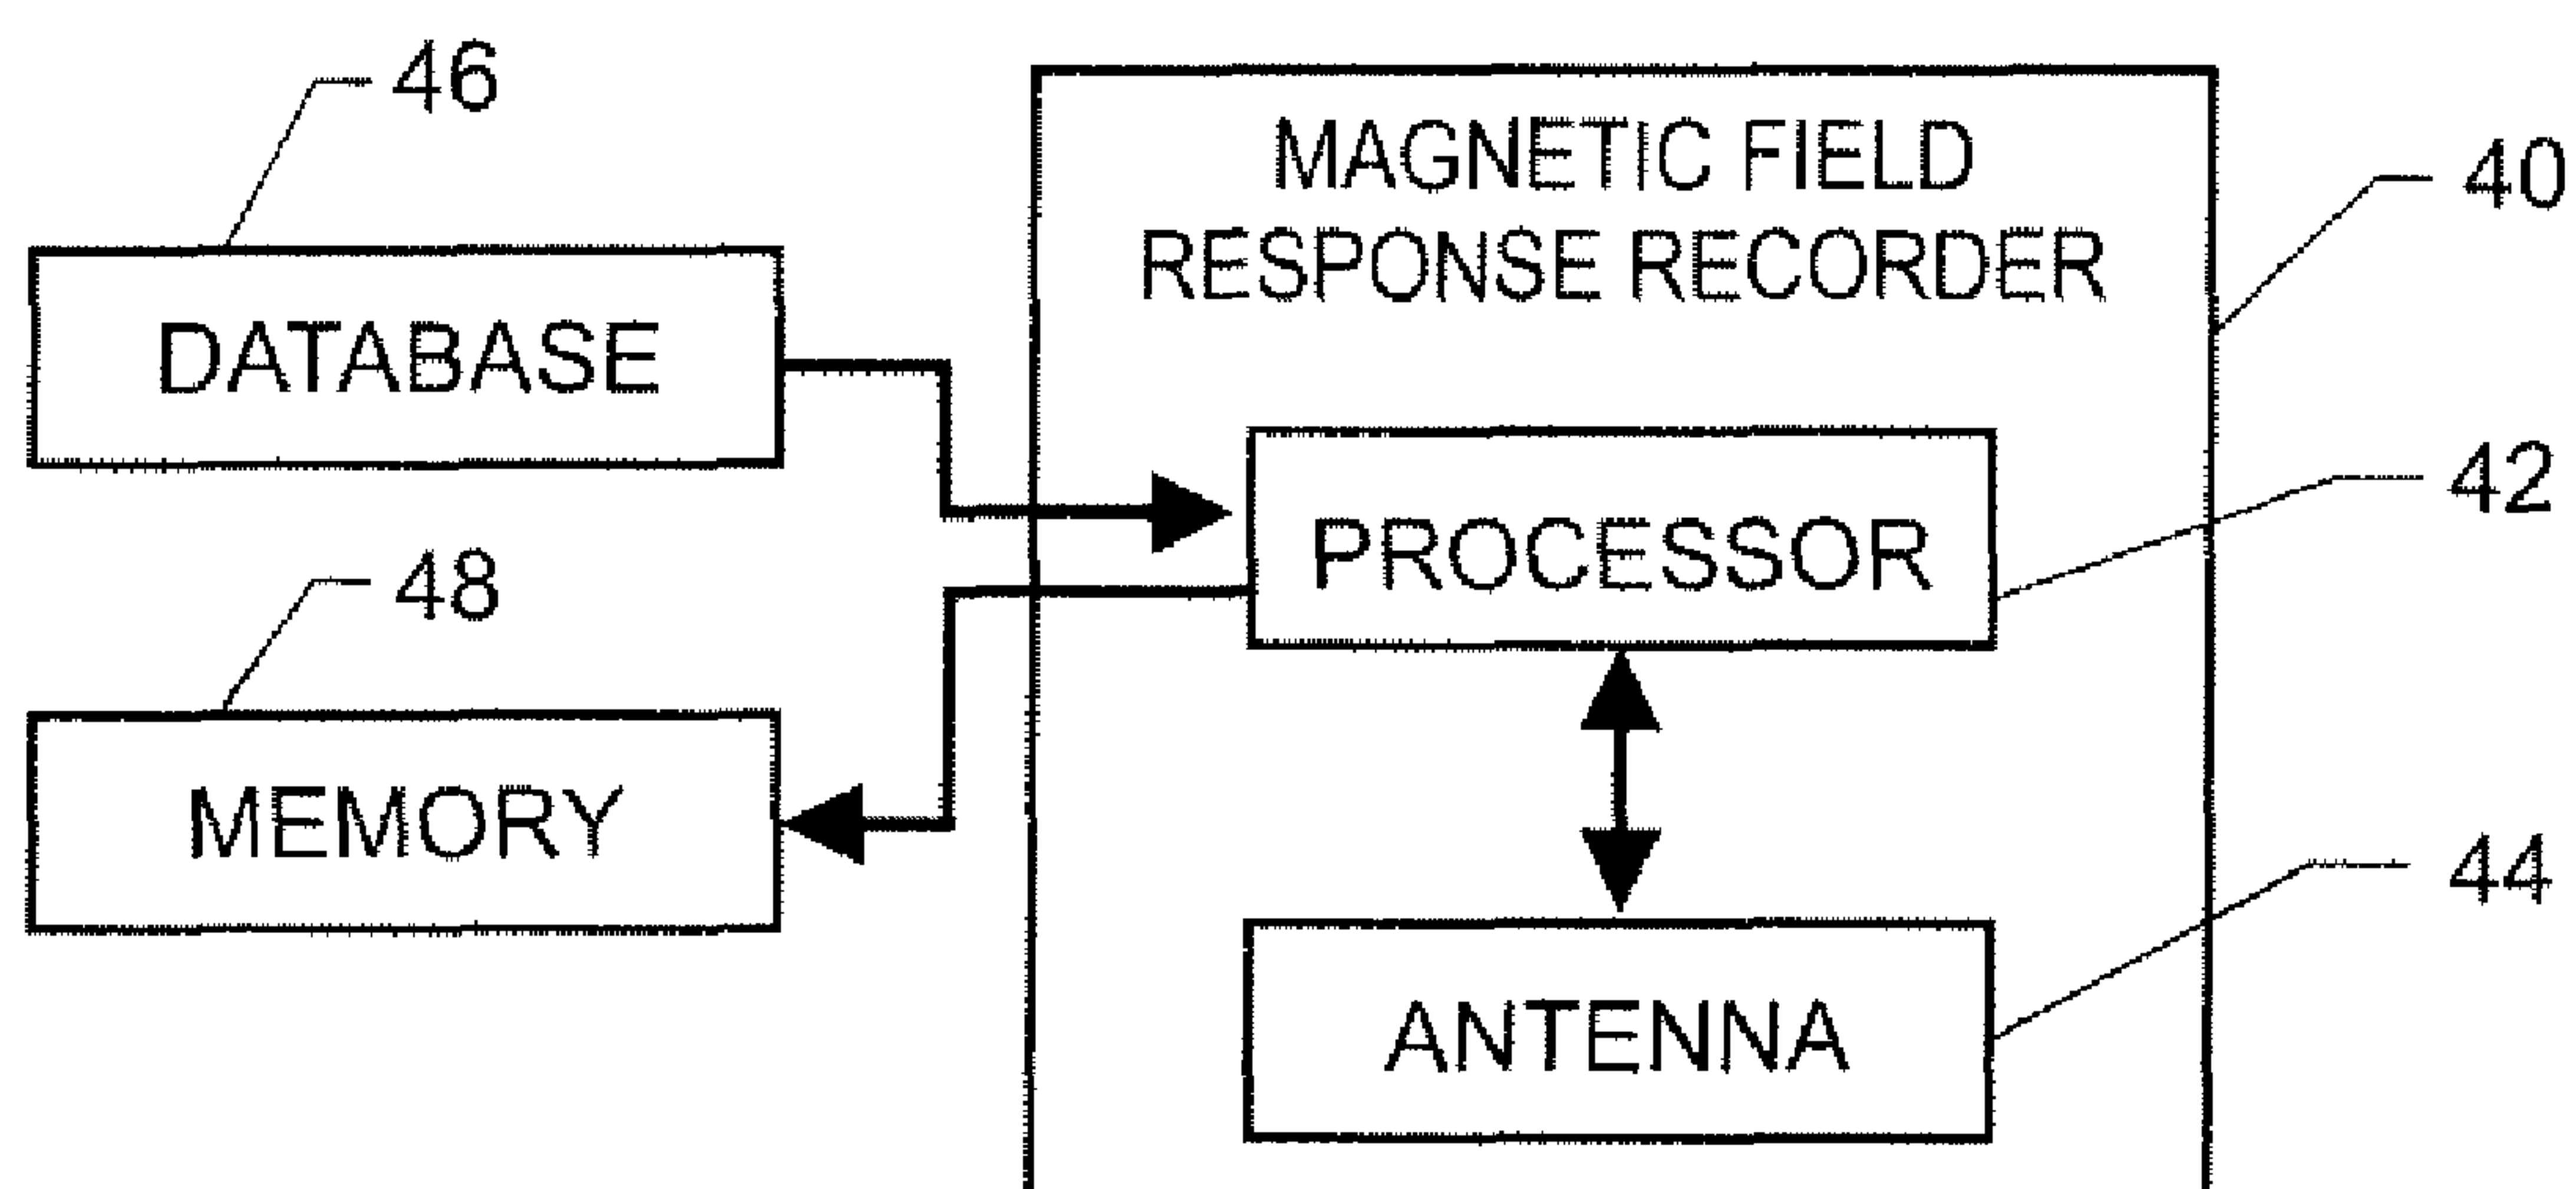 46
MAGNETIC FIELD
RESPONSE RECORDER
40
DATABASE
42
PROCESSOR
48
MEMORY
44
ANTENNA